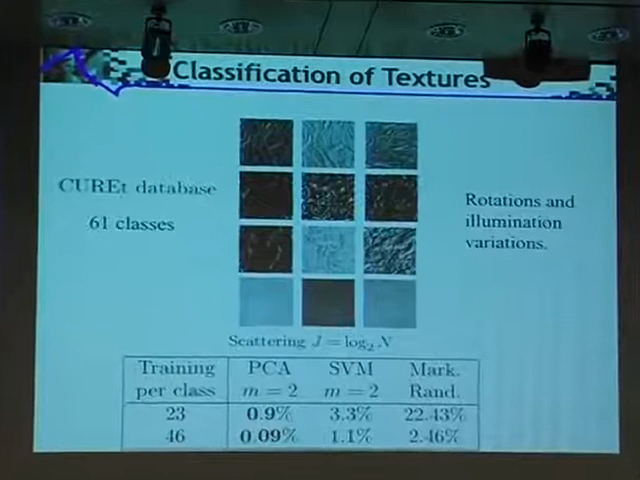 Classification of Textures
CUREt database
61 classes
Rotations and
illumination
variations.
Scattering J = log₂ N
Training per class | PCA m = 2 | SVM m = 2 | Mark. Rand.
23 | 0.9% | 3.3% | 22.43%
46 | 0.09% | 1.1% | 2.46%